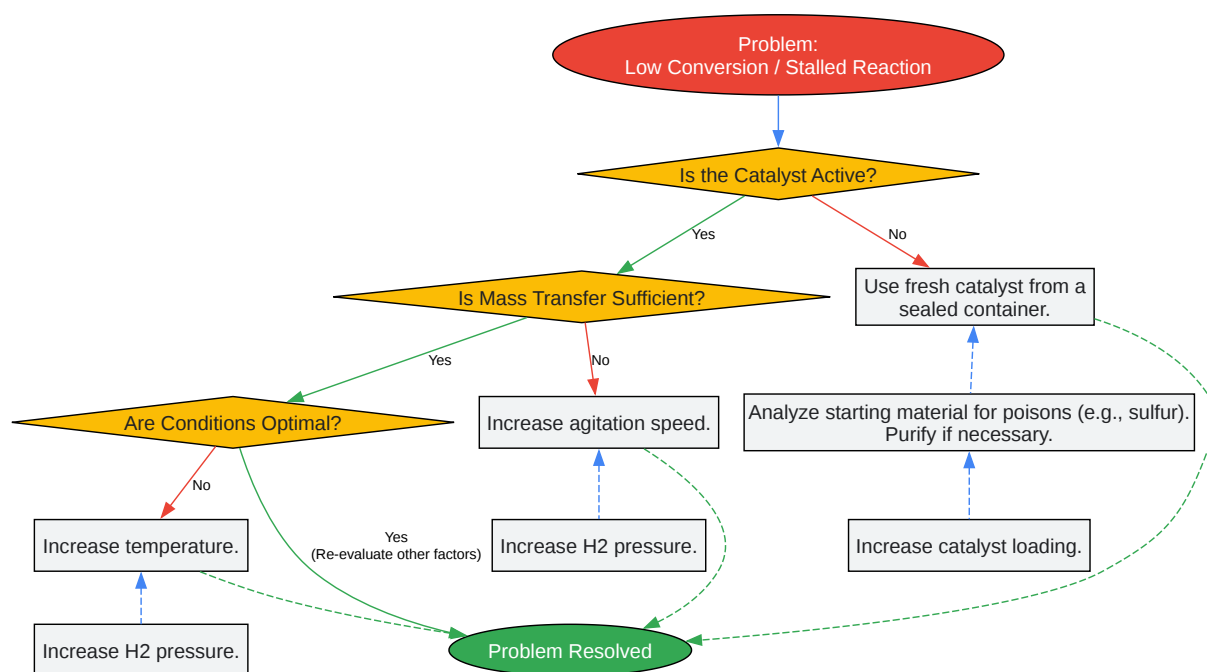 Problem:
Low Conversion / Stalled Reaction
Is the Catalyst Active?
Yes
No
Is Mass Transfer Sufficient?
Use fresh catalyst from a
sealed container.
Yes
No
Are Conditions Optimal?
Increase agitation speed.
Analyze starting material for poisons (e.g., sulfur).
Purify if necessary.
No
Yes
(Re-evaluate other factors)
Increase temperature.
Increase H2 pressure.
Increase catalyst loading.
Increase H2 pressure.
Problem Resolved